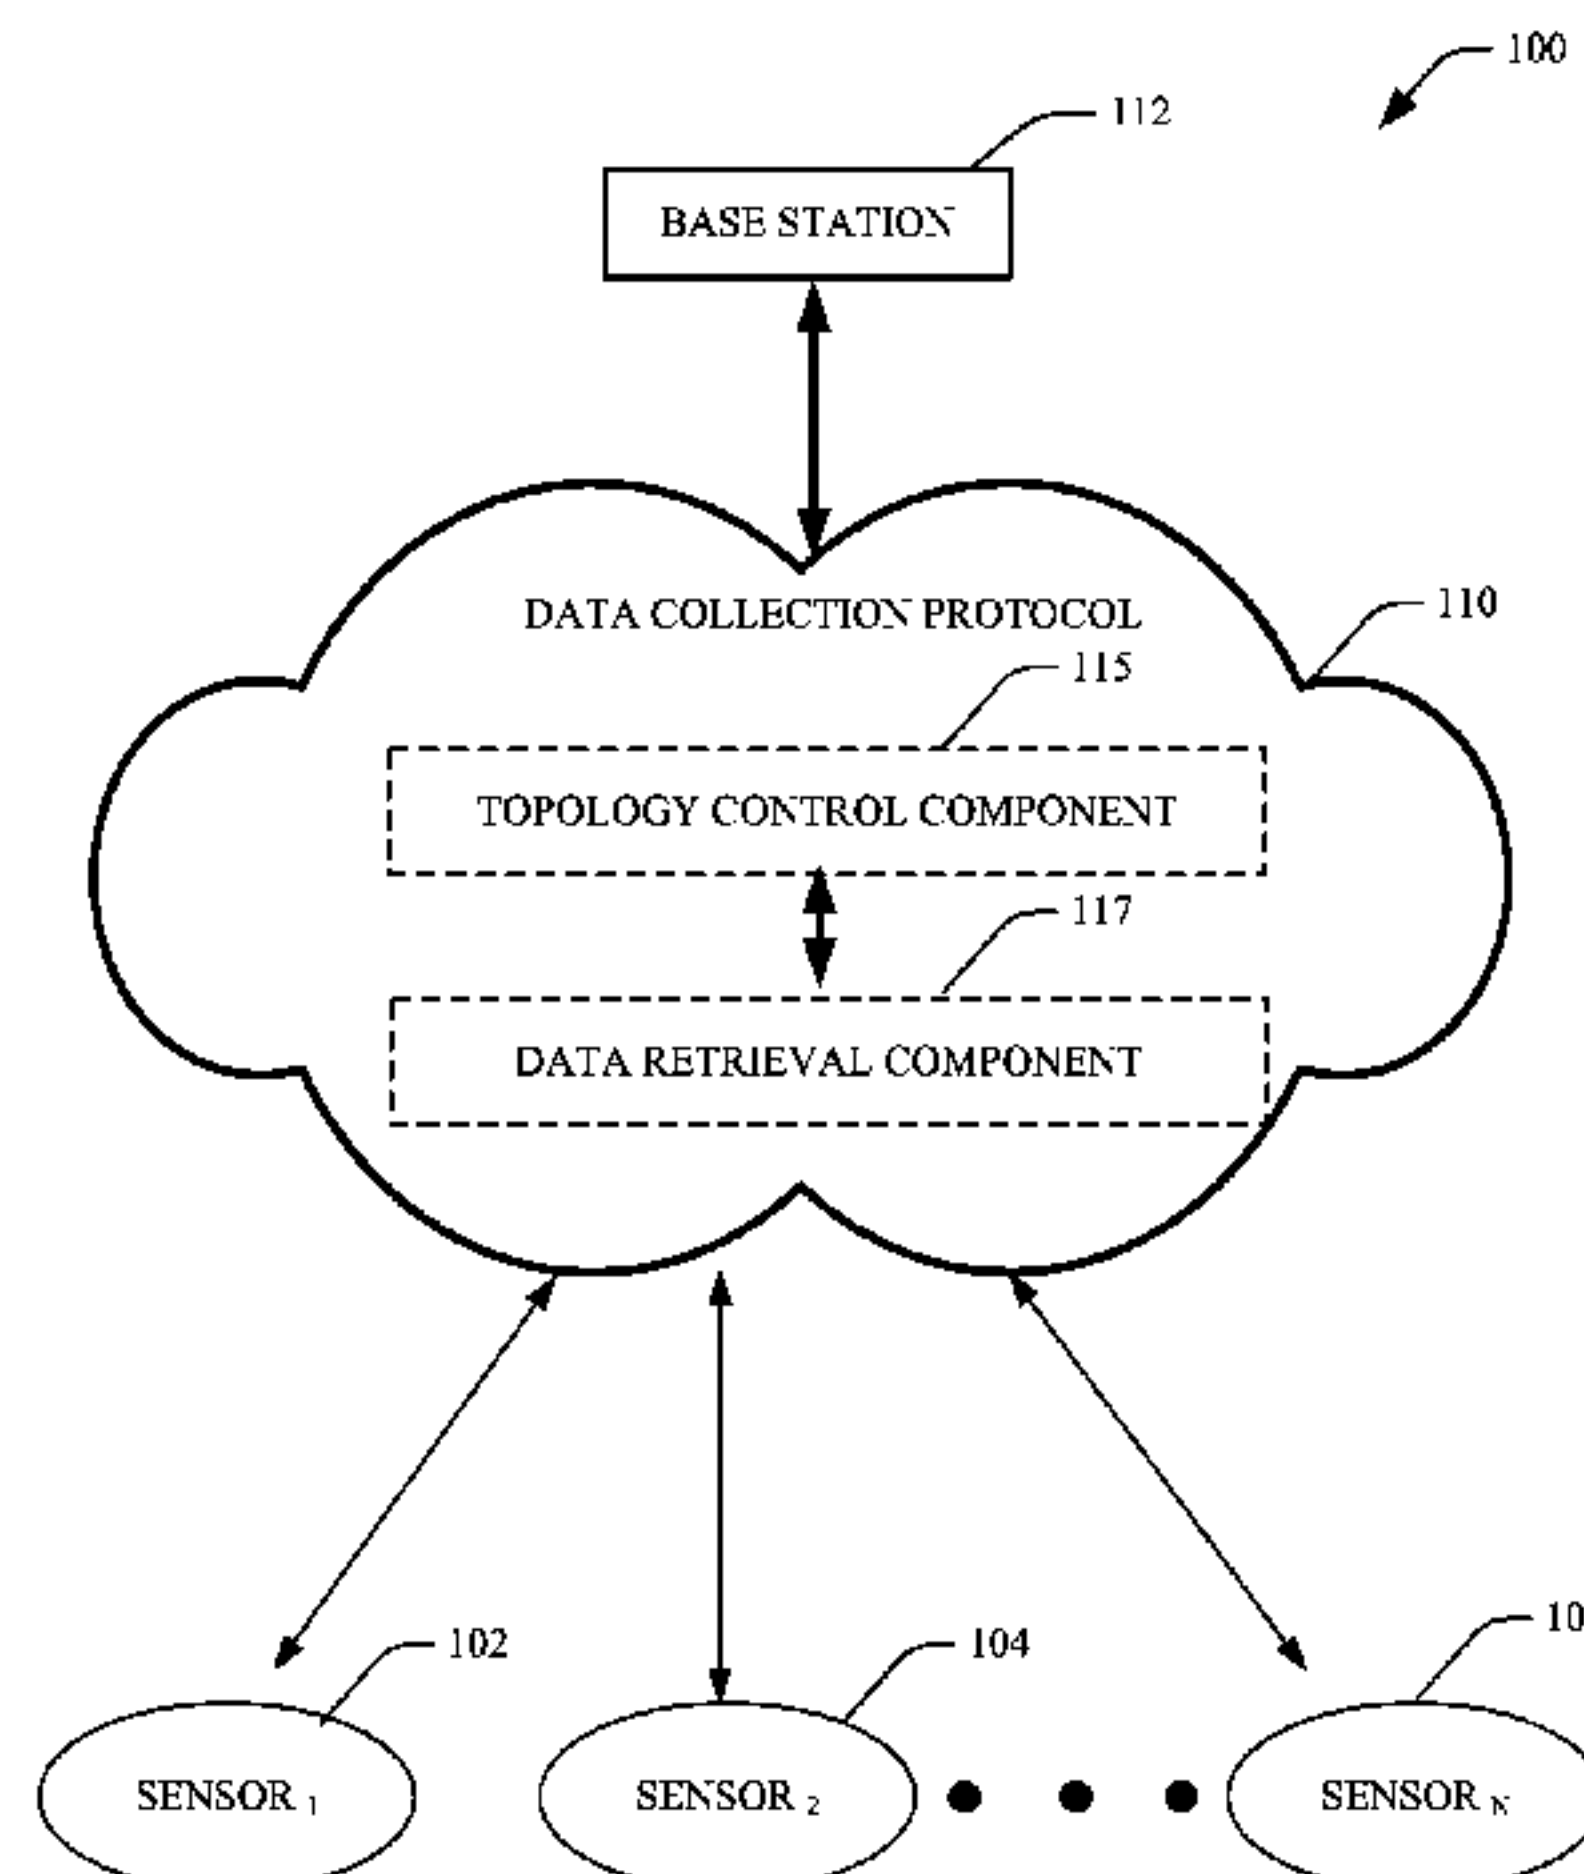 100
112
BASE STATION
DATA COLLECTION PROTOCOL
110
115
TOPOLOGY CONTROL COMPONENT
117
DATA RETRIEVAL COMPONENT
102
104
SENSOR 1
SENSOR 2
SENSOR N